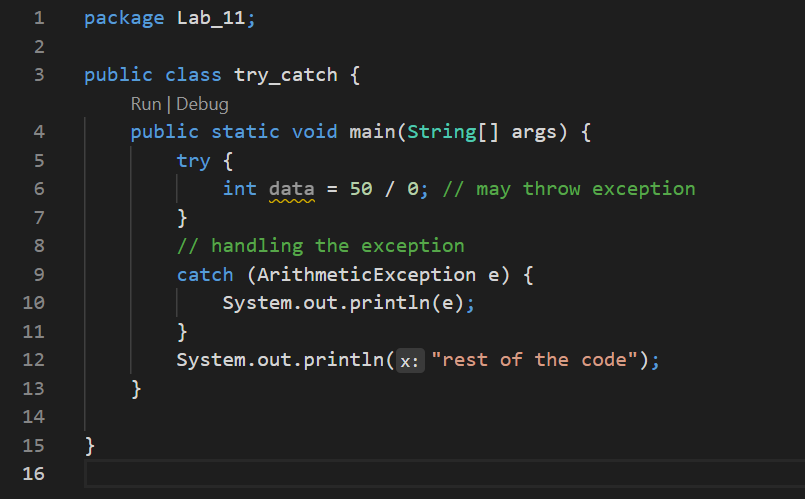 1 package Lab_11;
2
3 public class try_catch {
Run | Debug
4 public static void main(String[] args) {
5 try {
6 int data = 50 / 0; // may throw exception
7 }
8 // handling the exception
9 catch (ArithmeticException e) {
10 System.out.println(e);
11 }
12 System.out.println(x: "rest of the code");
13 }
14
15 }
16